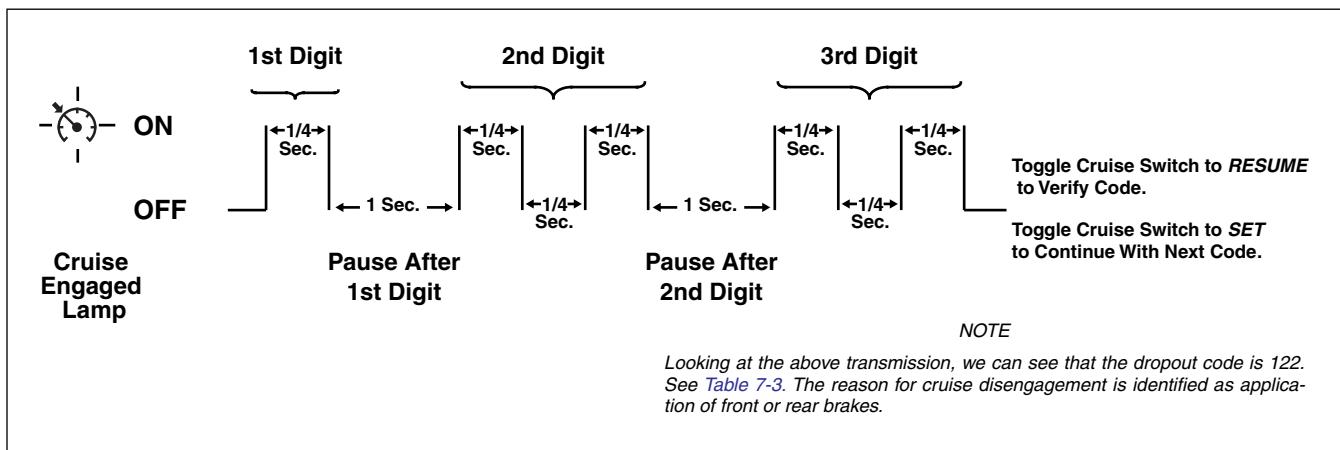 1st Digit
2nd Digit
3rd Digit
ON
1/4
Sec.
1/4
Sec.
1/4
Sec.
1/4
Sec.
1/4
Sec.
OFF
1 Sec.
1/4
Sec.
1 Sec.
1/4
Sec.
Toggle Cruise Switch to RESUME
to Verify Code.
Toggle Cruise Switch to SET
to Continue With Next Code.
Cruise
Engaged
Lamp
Pause After
1st Digit
Pause After
2nd Digit
NOTE
Looking at the above transmission, we can see that the dropout code is 122.
See Table 7-3. The reason for cruise disengagement is identified as applica-
tion of front or rear brakes.